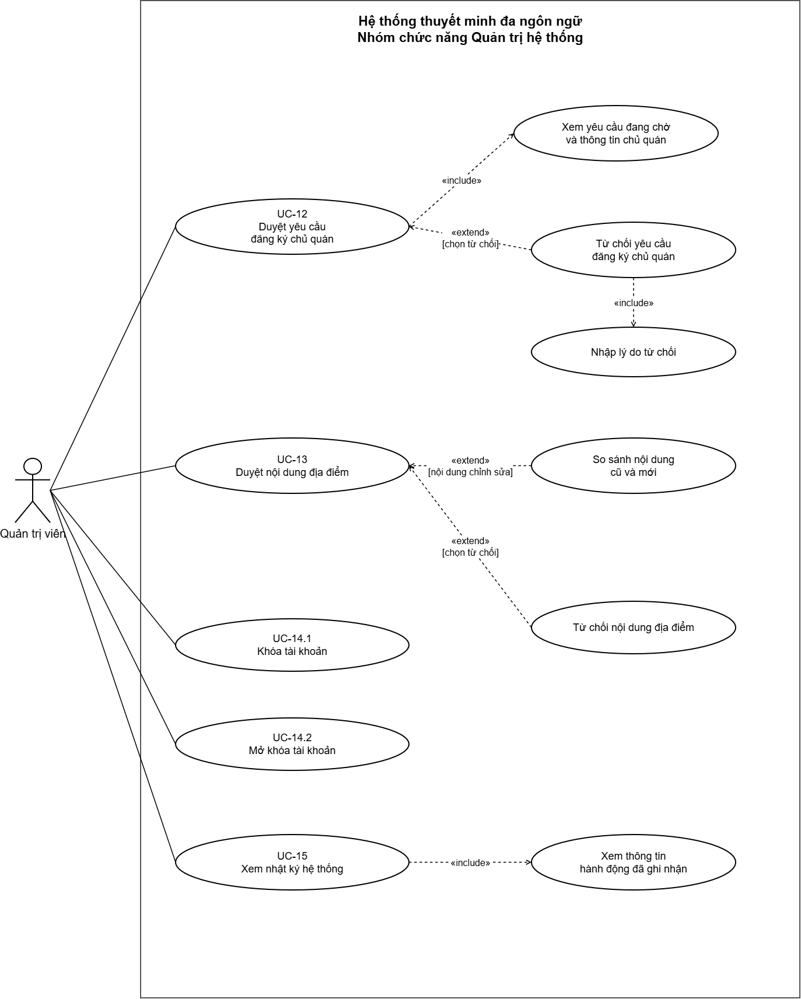 Hệ thống thuyết minh đa ngôn ngữ
Nhóm chức năng Quản trị hệ thống
Xem yêu cầu đang chờ
và thông tin chủ quán
«include»
UC-12
Duyệt yêu cầu
đăng ký chủ quán
«extend»
[chọn từ chối]
Từ chối yêu cầu
đăng ký chủ quán
«include»
Nhập lý do từ chối
UC-13
Duyệt nội dung địa điểm
«extend»
[nội dung chỉnh sửa]
So sánh nội dung
cũ và mới
Quản trị viên
«extend»
[chọn từ chối]
Từ chối nội dung địa điểm
UC-14.1
Khóa tài khoản
UC-14.2
Mở khóa tài khoản
UC-15
Xem nhật ký hệ thống
«include»
Xem thông tin
hành động đã ghi nhận